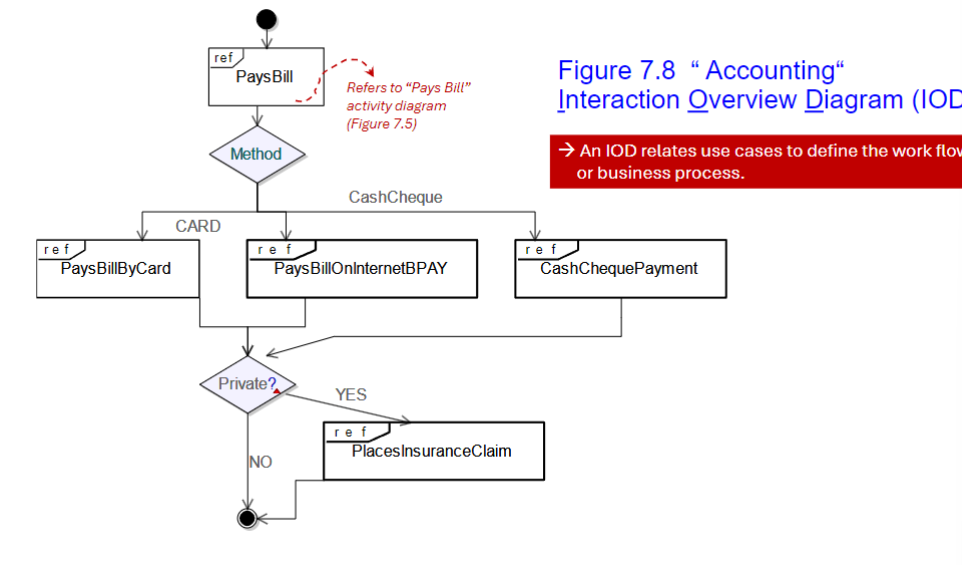 ref
PaysBill
Refers to “Pays Bill”
activity diagram
(Figure 7.5)
Figure 7.8 “ Accounting“
Interaction Overview Diagram (IOD
→ An IOD relates use cases to define the work flow
or business process.
Method
CashCheque
CARD
ref
PaysBillByCard
ref
PaysBillOnInternetBPAY
ref
CashChequePayment
Private?
YES
ref
PlacesInsuranceClaim
NO